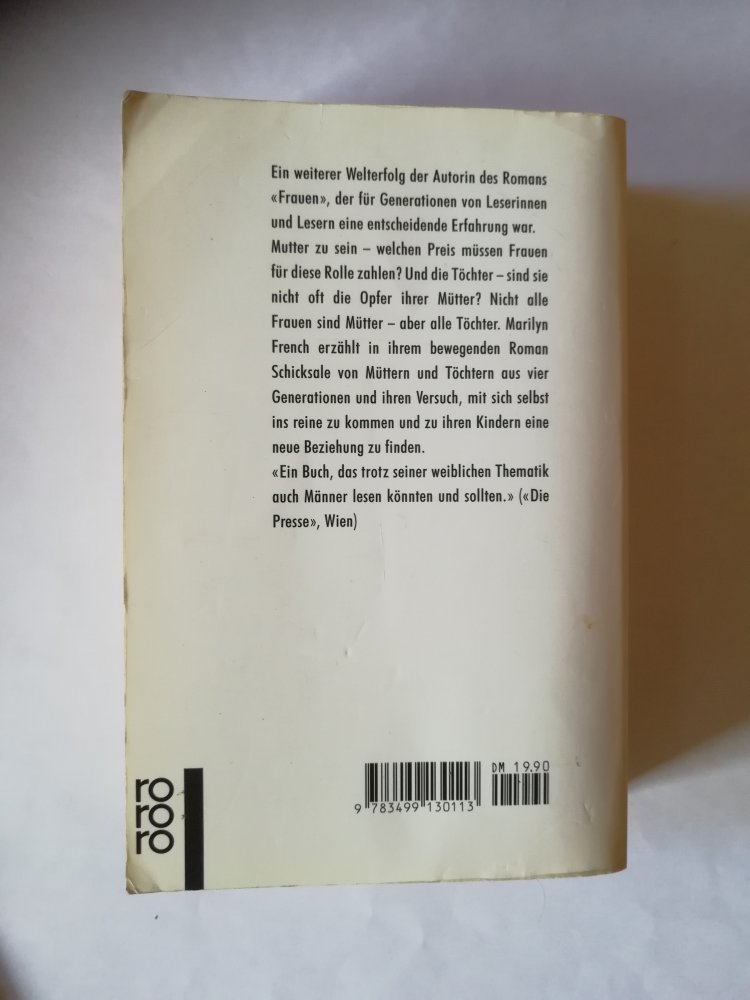 Ein weiterer Welterfolg der Autorin des Romans
«Frauen», der für Generationen von Leserinnen
und Lesern eine entscheidende Erfahrung war.
Mutter zu sein – welchen Preis müssen Frauen
für diese Rolle zahlen? Und die Töchter – sind sie
nicht oft die Opfer ihrer Mütter? Nicht alle
Frauen sind Mütter – aber alle Töchter. Marilyn
French erzählt in ihrem bewegenden Roman
Schicksale von Müttern und Töchtern aus vier
Generationen und ihren Versuch, mit sich selbst
ins reine zu kommen und zu ihren Kindern eine
neue Beziehung zu finden.
«Ein Buch, das trotz seiner weiblichen Thematik
auch Männer lesen könnten und sollten.» («Die
Presse», Wien)
DM 19.90
9 783499 130113
ro
ro
ro